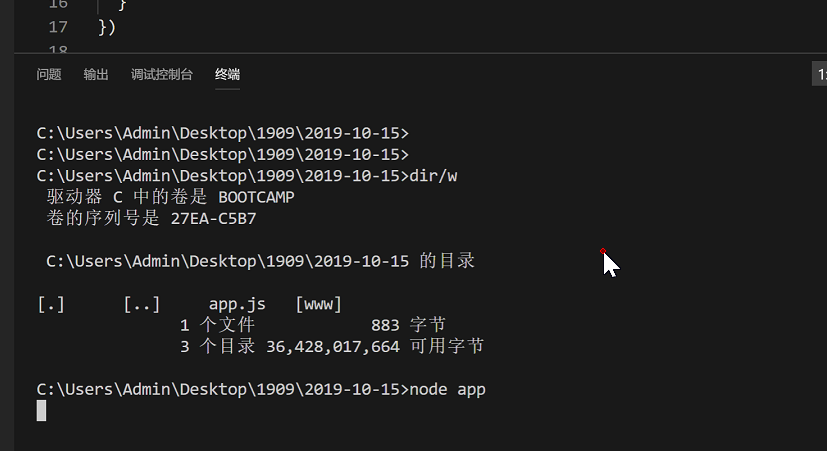 16 }
17 })
18
问题 输出 调试控制台 终端 1:
C:\Users\Admin\Desktop\1909\2019-10-15>
C:\Users\Admin\Desktop\1909\2019-10-15>
C:\Users\Admin\Desktop\1909\2019-10-15>dir/w
驱动器 C 中的卷是 BOOTCAMP
卷的序列号是 27EA-C5B7
C:\Users\Admin\Desktop\1909\2019-10-15 的目录
[.] [..] app.js [www]
1 个文件 883 字节
3 个目录 36,428,017,664 可用字节
C:\Users\Admin\Desktop\1909\2019-10-15>node app